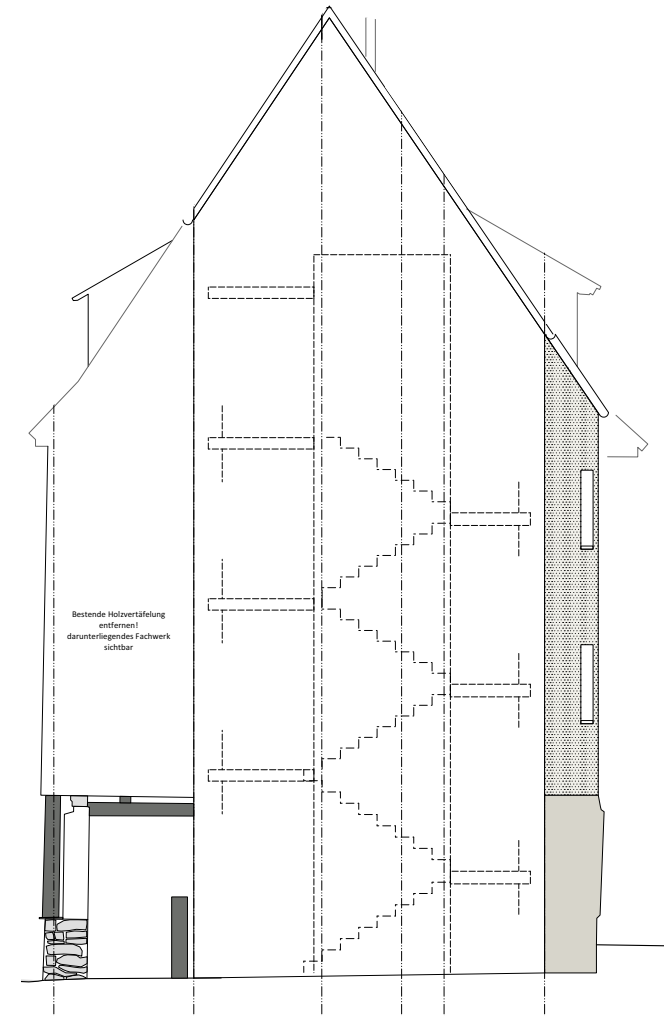 Bestende Holzvertäfelung
entfernen!
darunterliegendes Fachwerk
sichtbar